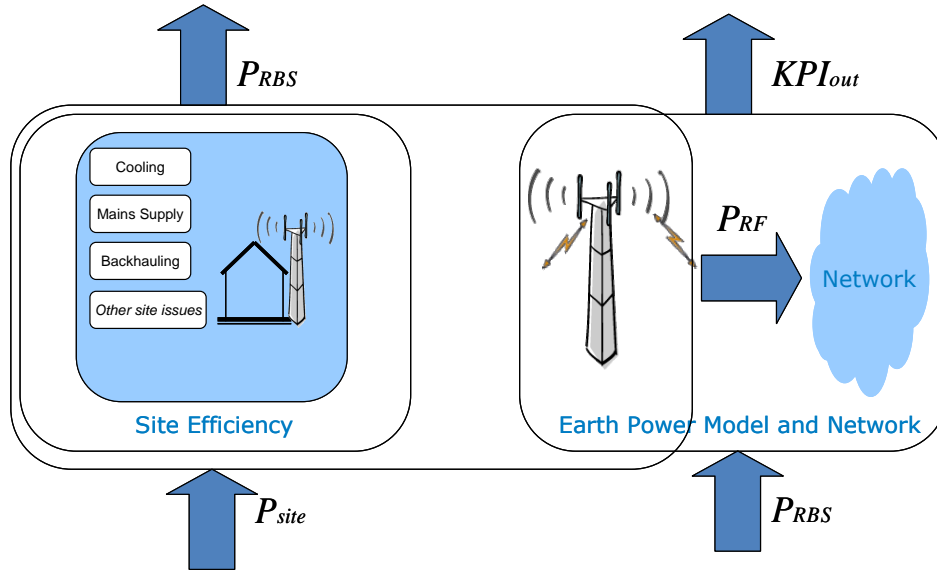 P_RBS
KPI_out
Cooling
Mains Supply
Backhauling
Other site issues
P_RF
Network
Site Efficiency
Earth Power Model and Network
P_site
P_RBS